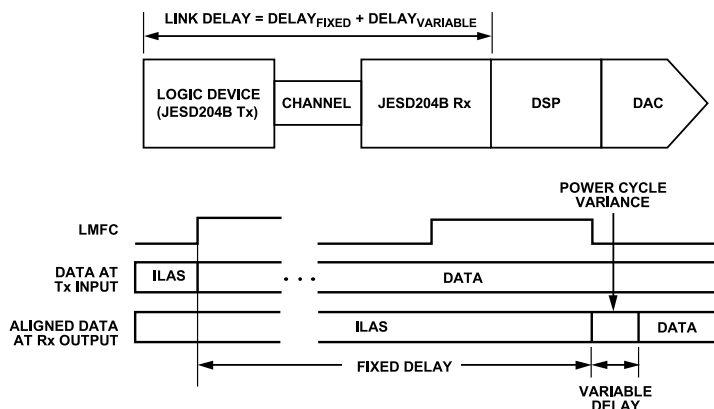 LINK DELAY = DELAYFIXED + DELAYVARIABLE
LOGIC DEVICE
(JESD204B Tx)
CHANNEL
JESD204B Rx
DSP
DAC
POWER CYCLE
VARIANCE
LMFC
DATA AT
Tx INPUT
ILAS
DATA
ALIGNED DATA
AT Rx OUTPUT
ILAS
DATA
FIXED DELAY
VARIABLE
DELAY